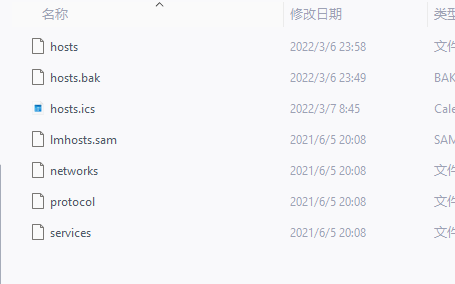 名称 修改日期 类型
hosts 2022/3/6 23:58 文件
hosts.bak 2022/3/6 23:49 BAK
hosts.ics 2022/3/7 8:45 Cale
lmhosts.sam 2021/6/5 20:08 SAM
networks 2021/6/5 20:08 文件
protocol 2021/6/5 20:08 文件
services 2021/6/5 20:08 文件